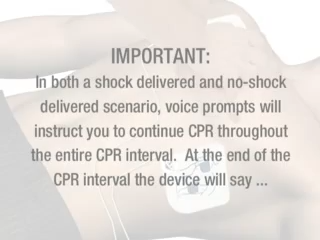 IMPORTANT:
In both a shock delivered and no-shock
delivered scenario, voice prompts will
instruct you to continue CPR throughout
the entire CPR interval.  At the end of the
CPR interval the device will say ...